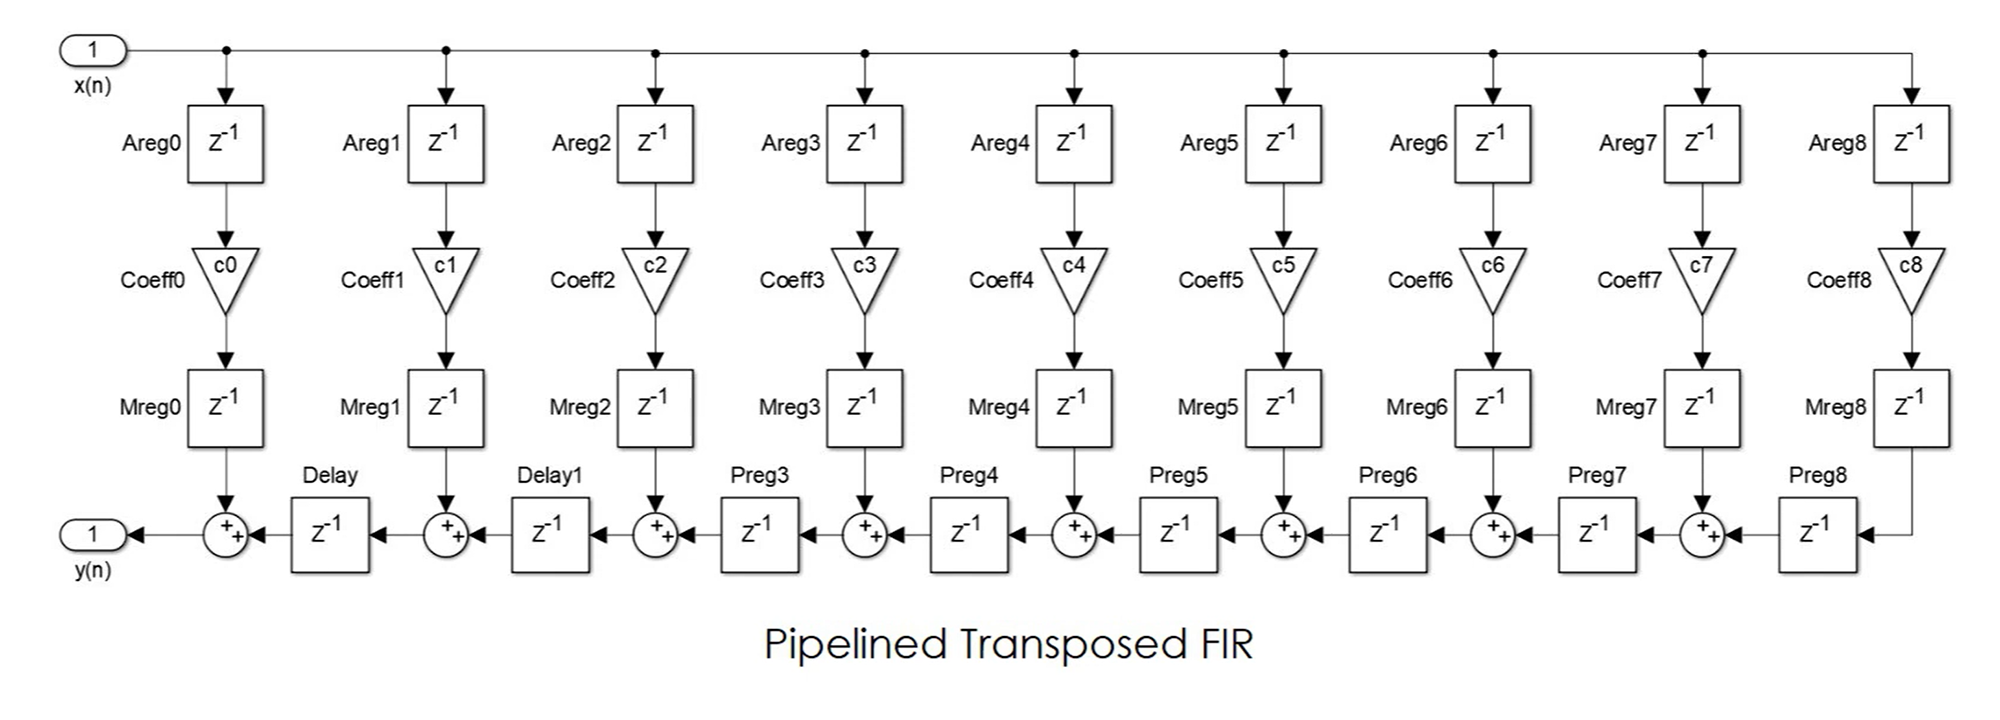 1
x(n)
Areg0 z-1 Areg1 z-1 Areg2 z-1 Areg3 z-1 Areg4 z-1 Areg5 z-1 Areg6 z-1 Areg7 z-1 Areg8 z-1
Coeff0 c0 Coeff1 c1 Coeff2 c2 Coeff3 c3 Coeff4 c4 Coeff5 c5 Coeff6 c6 Coeff7 c7 Coeff8 c8
Mreg0 z-1 Mreg1 z-1 Mreg2 z-1 Mreg3 z-1 Mreg4 z-1 Mreg5 z-1 Mreg6 z-1 Mreg7 z-1 Mreg8 z-1
Delay Delay1 Preg3 Preg4 Preg5 Preg6 Preg7 Preg8
1 ++ z-1 ++ z-1 ++ z-1 ++ z-1 ++ z-1 ++ z-1 ++ z-1 ++ z-1
y(n)
Pipelined Transposed FIR